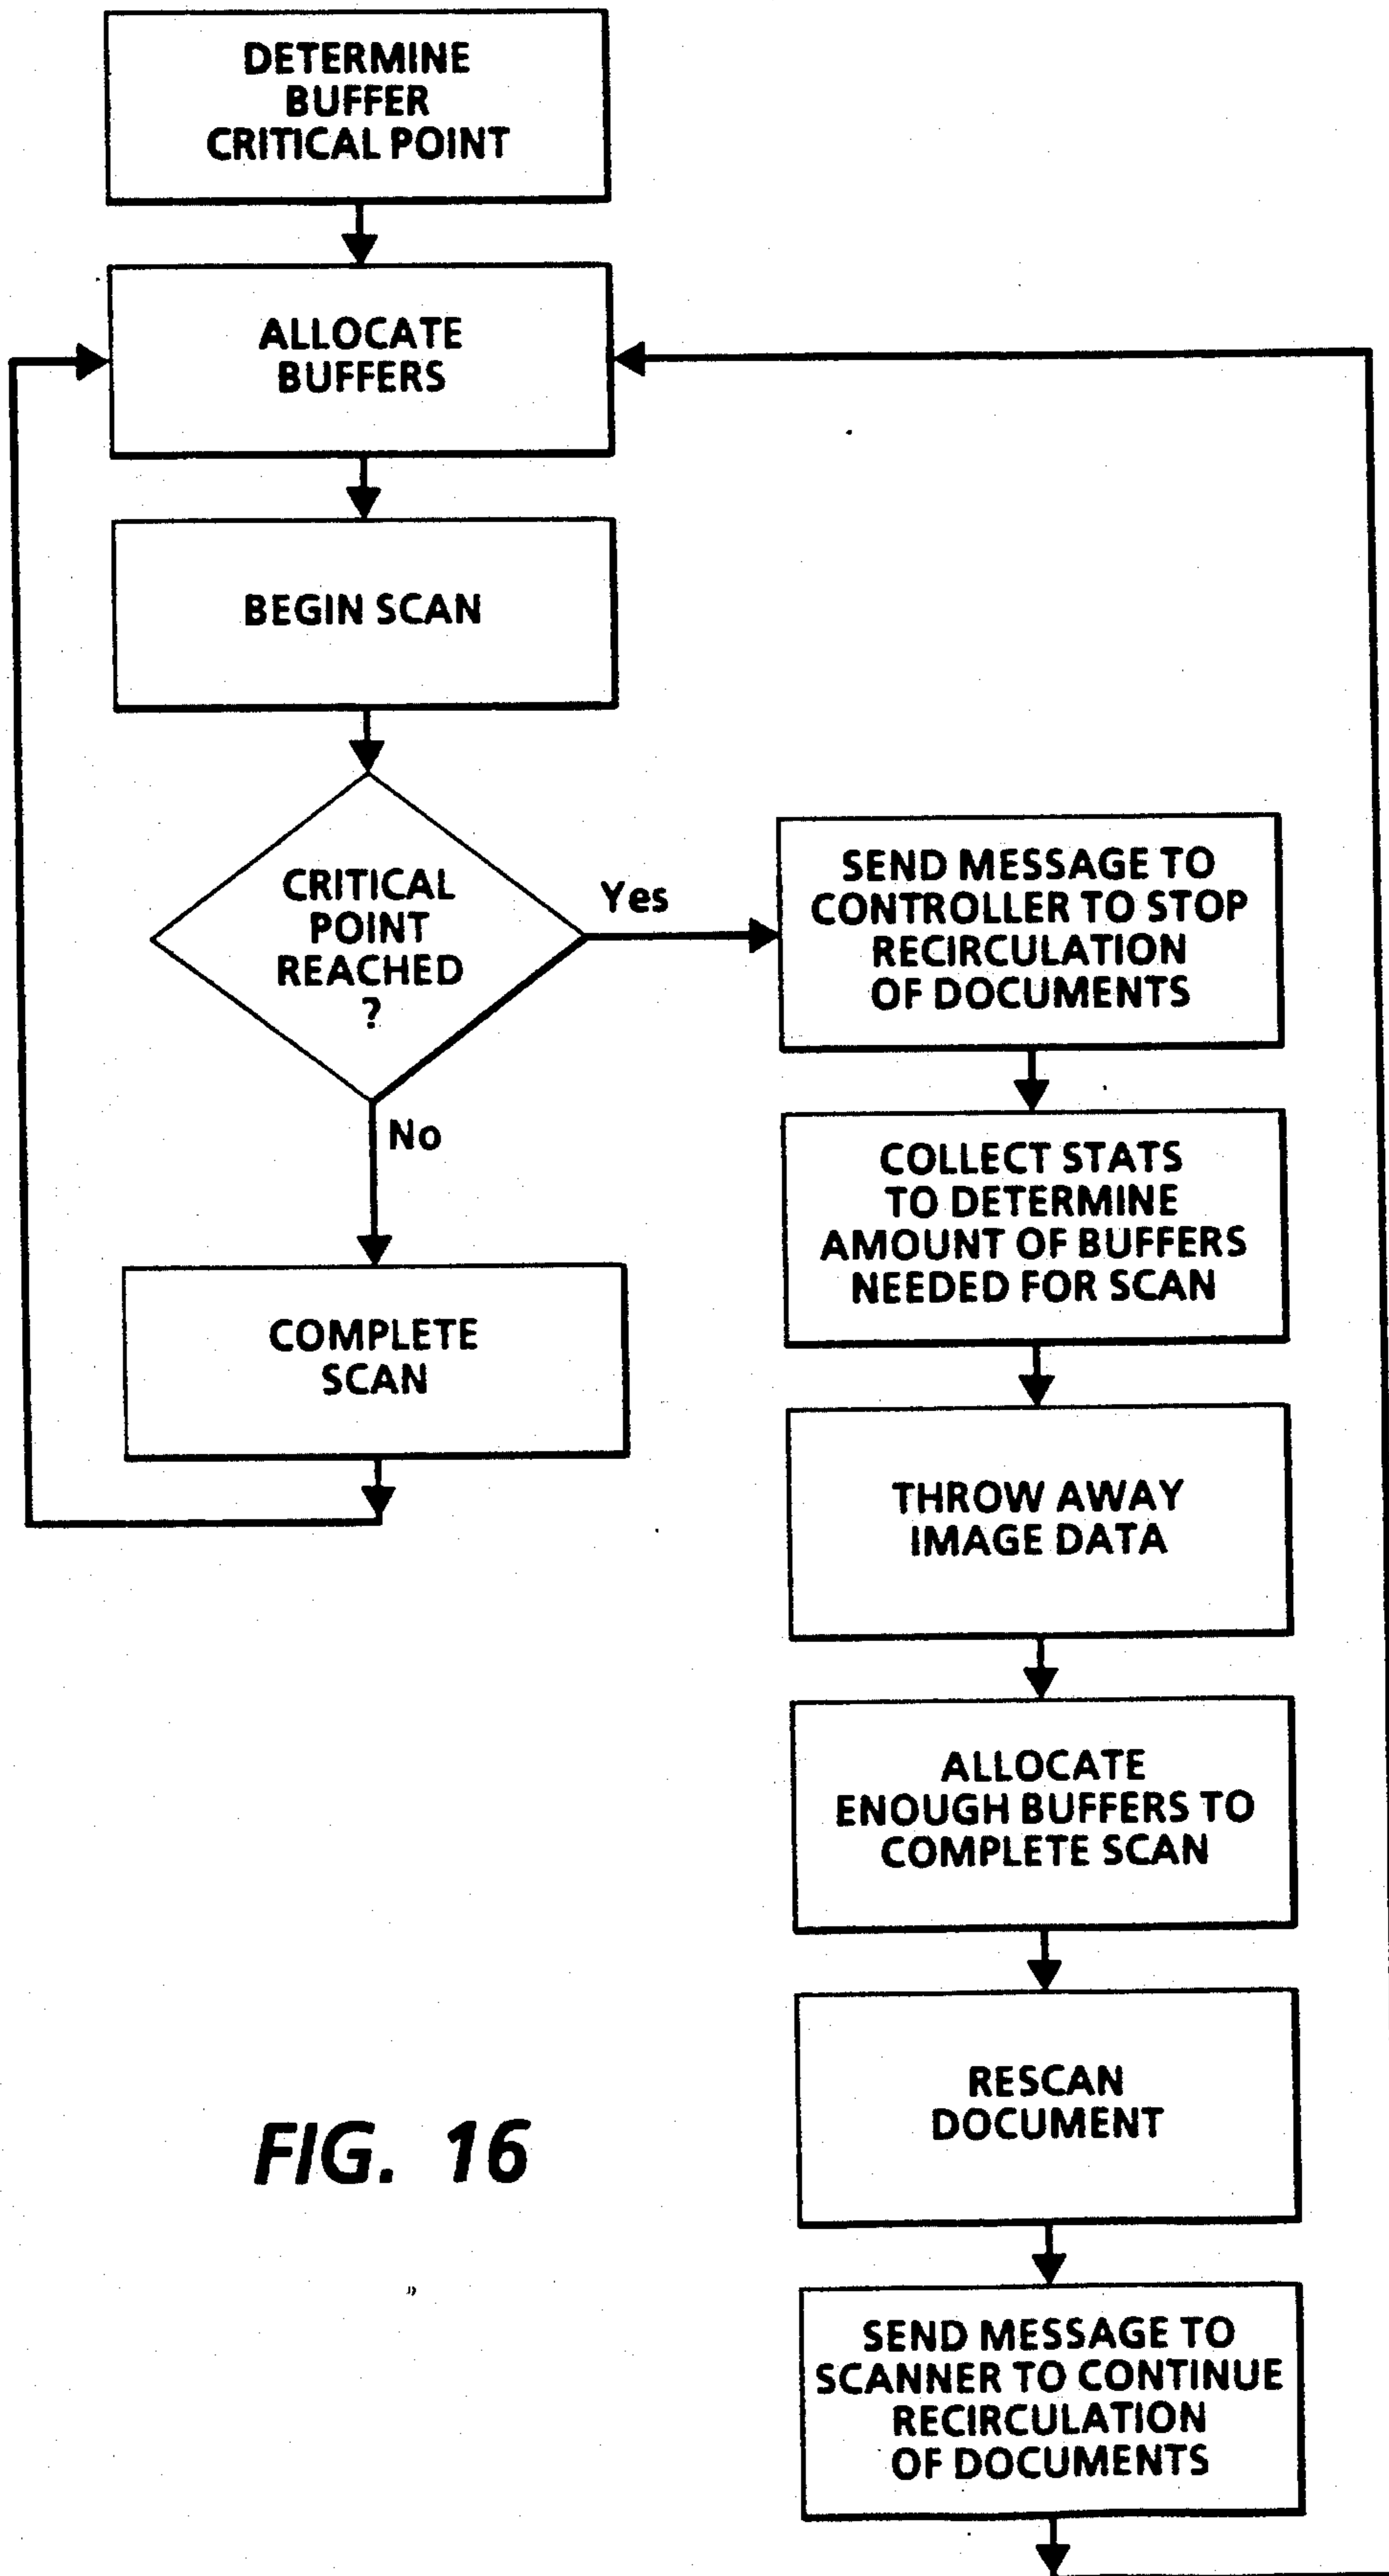 DETERMINE
BUFFER
CRITICAL POINT
ALLOCATE
BUFFERS
BEGIN SCAN
CRITICAL
POINT
REACHED
?
Yes
No
COMPLETE
SCAN
SEND MESSAGE TO
CONTROLLER TO STOP
RECIRCULATION
OF DOCUMENTS
COLLECT STATS
TO DETERMINE
AMOUNT OF BUFFERS
NEEDED FOR SCAN
THROW AWAY
IMAGE DATA
ALLOCATE
ENOUGH BUFFERS TO
COMPLETE SCAN
RESCAN
DOCUMENT
SEND MESSAGE TO
SCANNER TO CONTINUE
RECIRCULATION
OF DOCUMENTS
FIG. 16